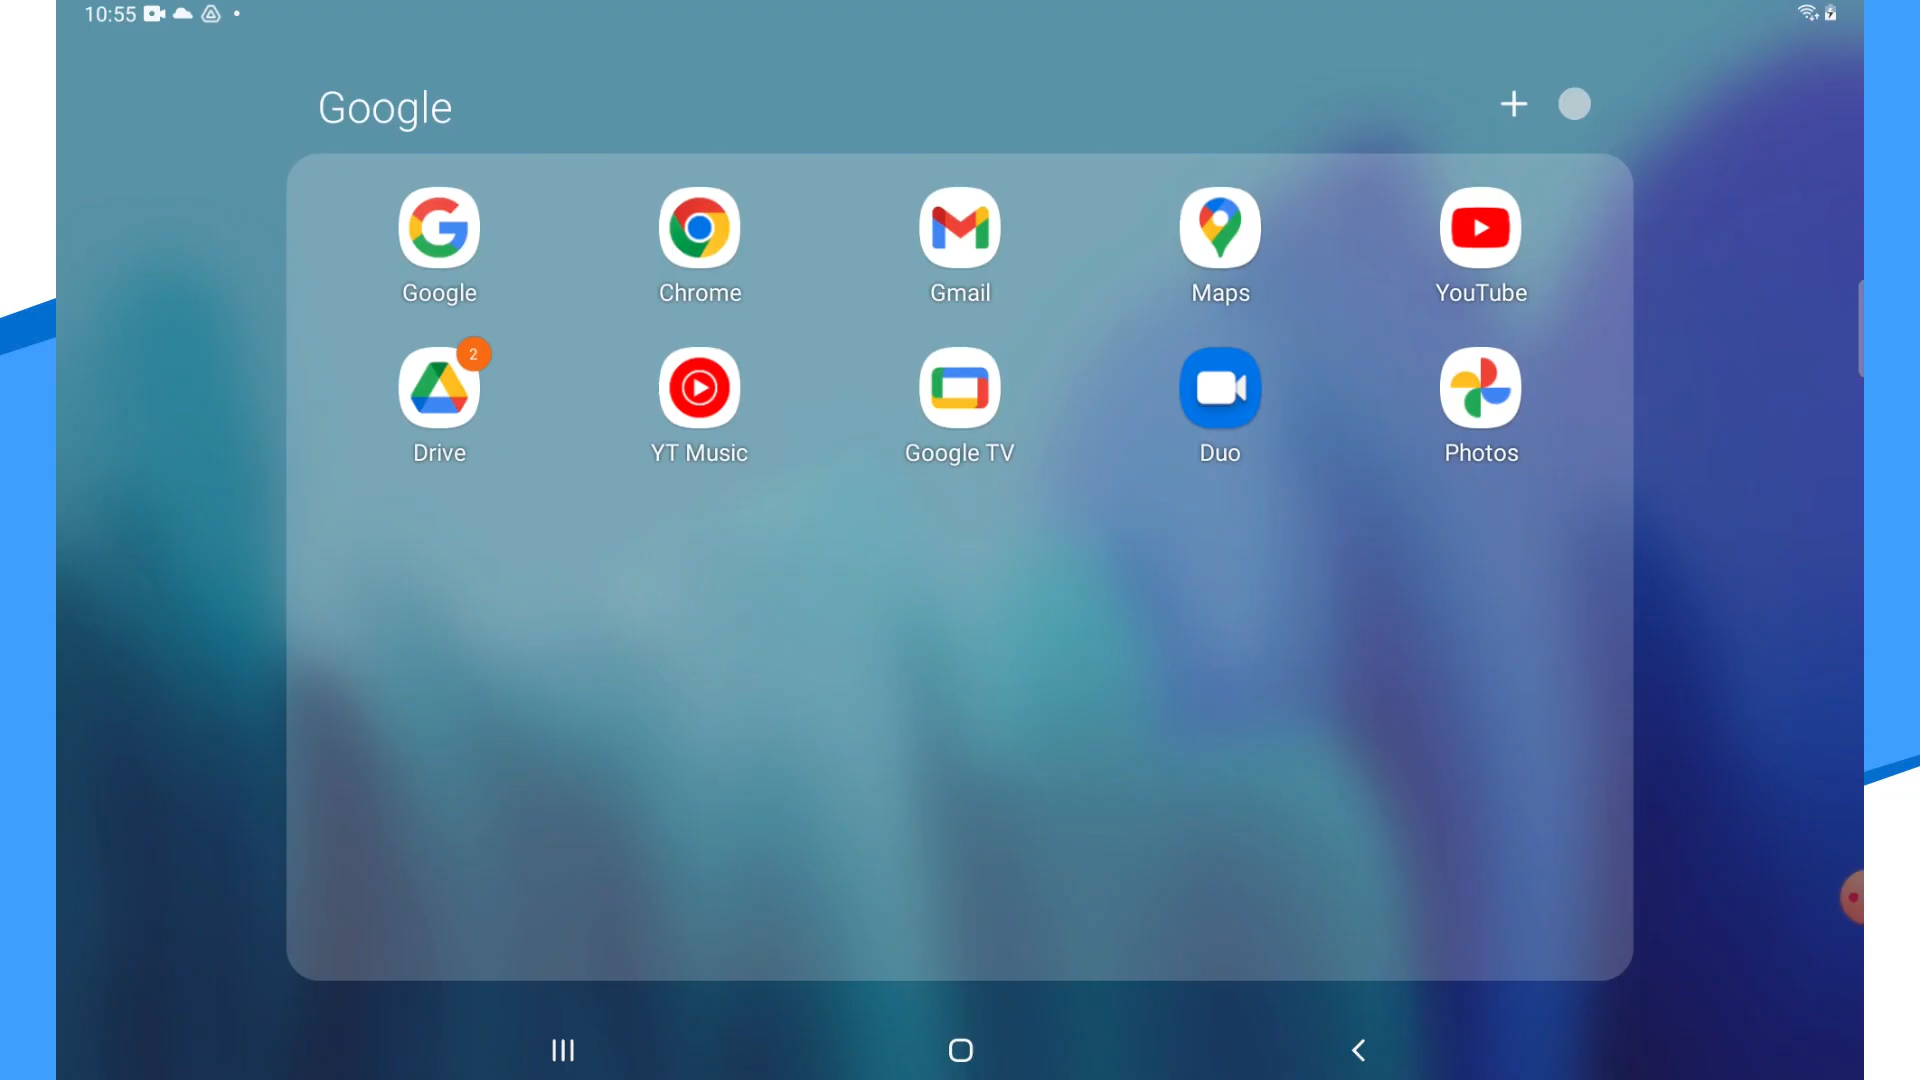 10:55
Google
Google Chrome Gmail Maps YouTube
2
Drive YT Music Google TV Duo Photos